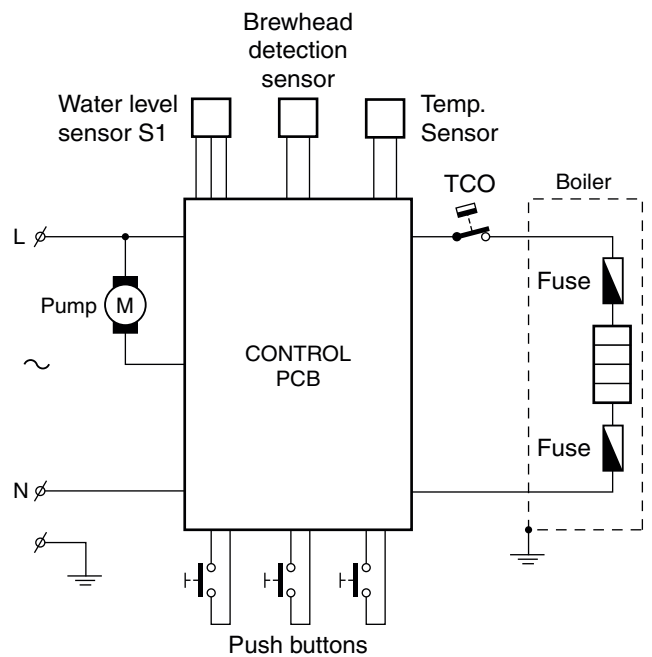 Brewhead
detection
sensor
Water level
sensor S1
Temp.
Sensor
TCO
Boiler
L
Fuse
Pump
M
CONTROL
PCB
Fuse
N
Push buttons